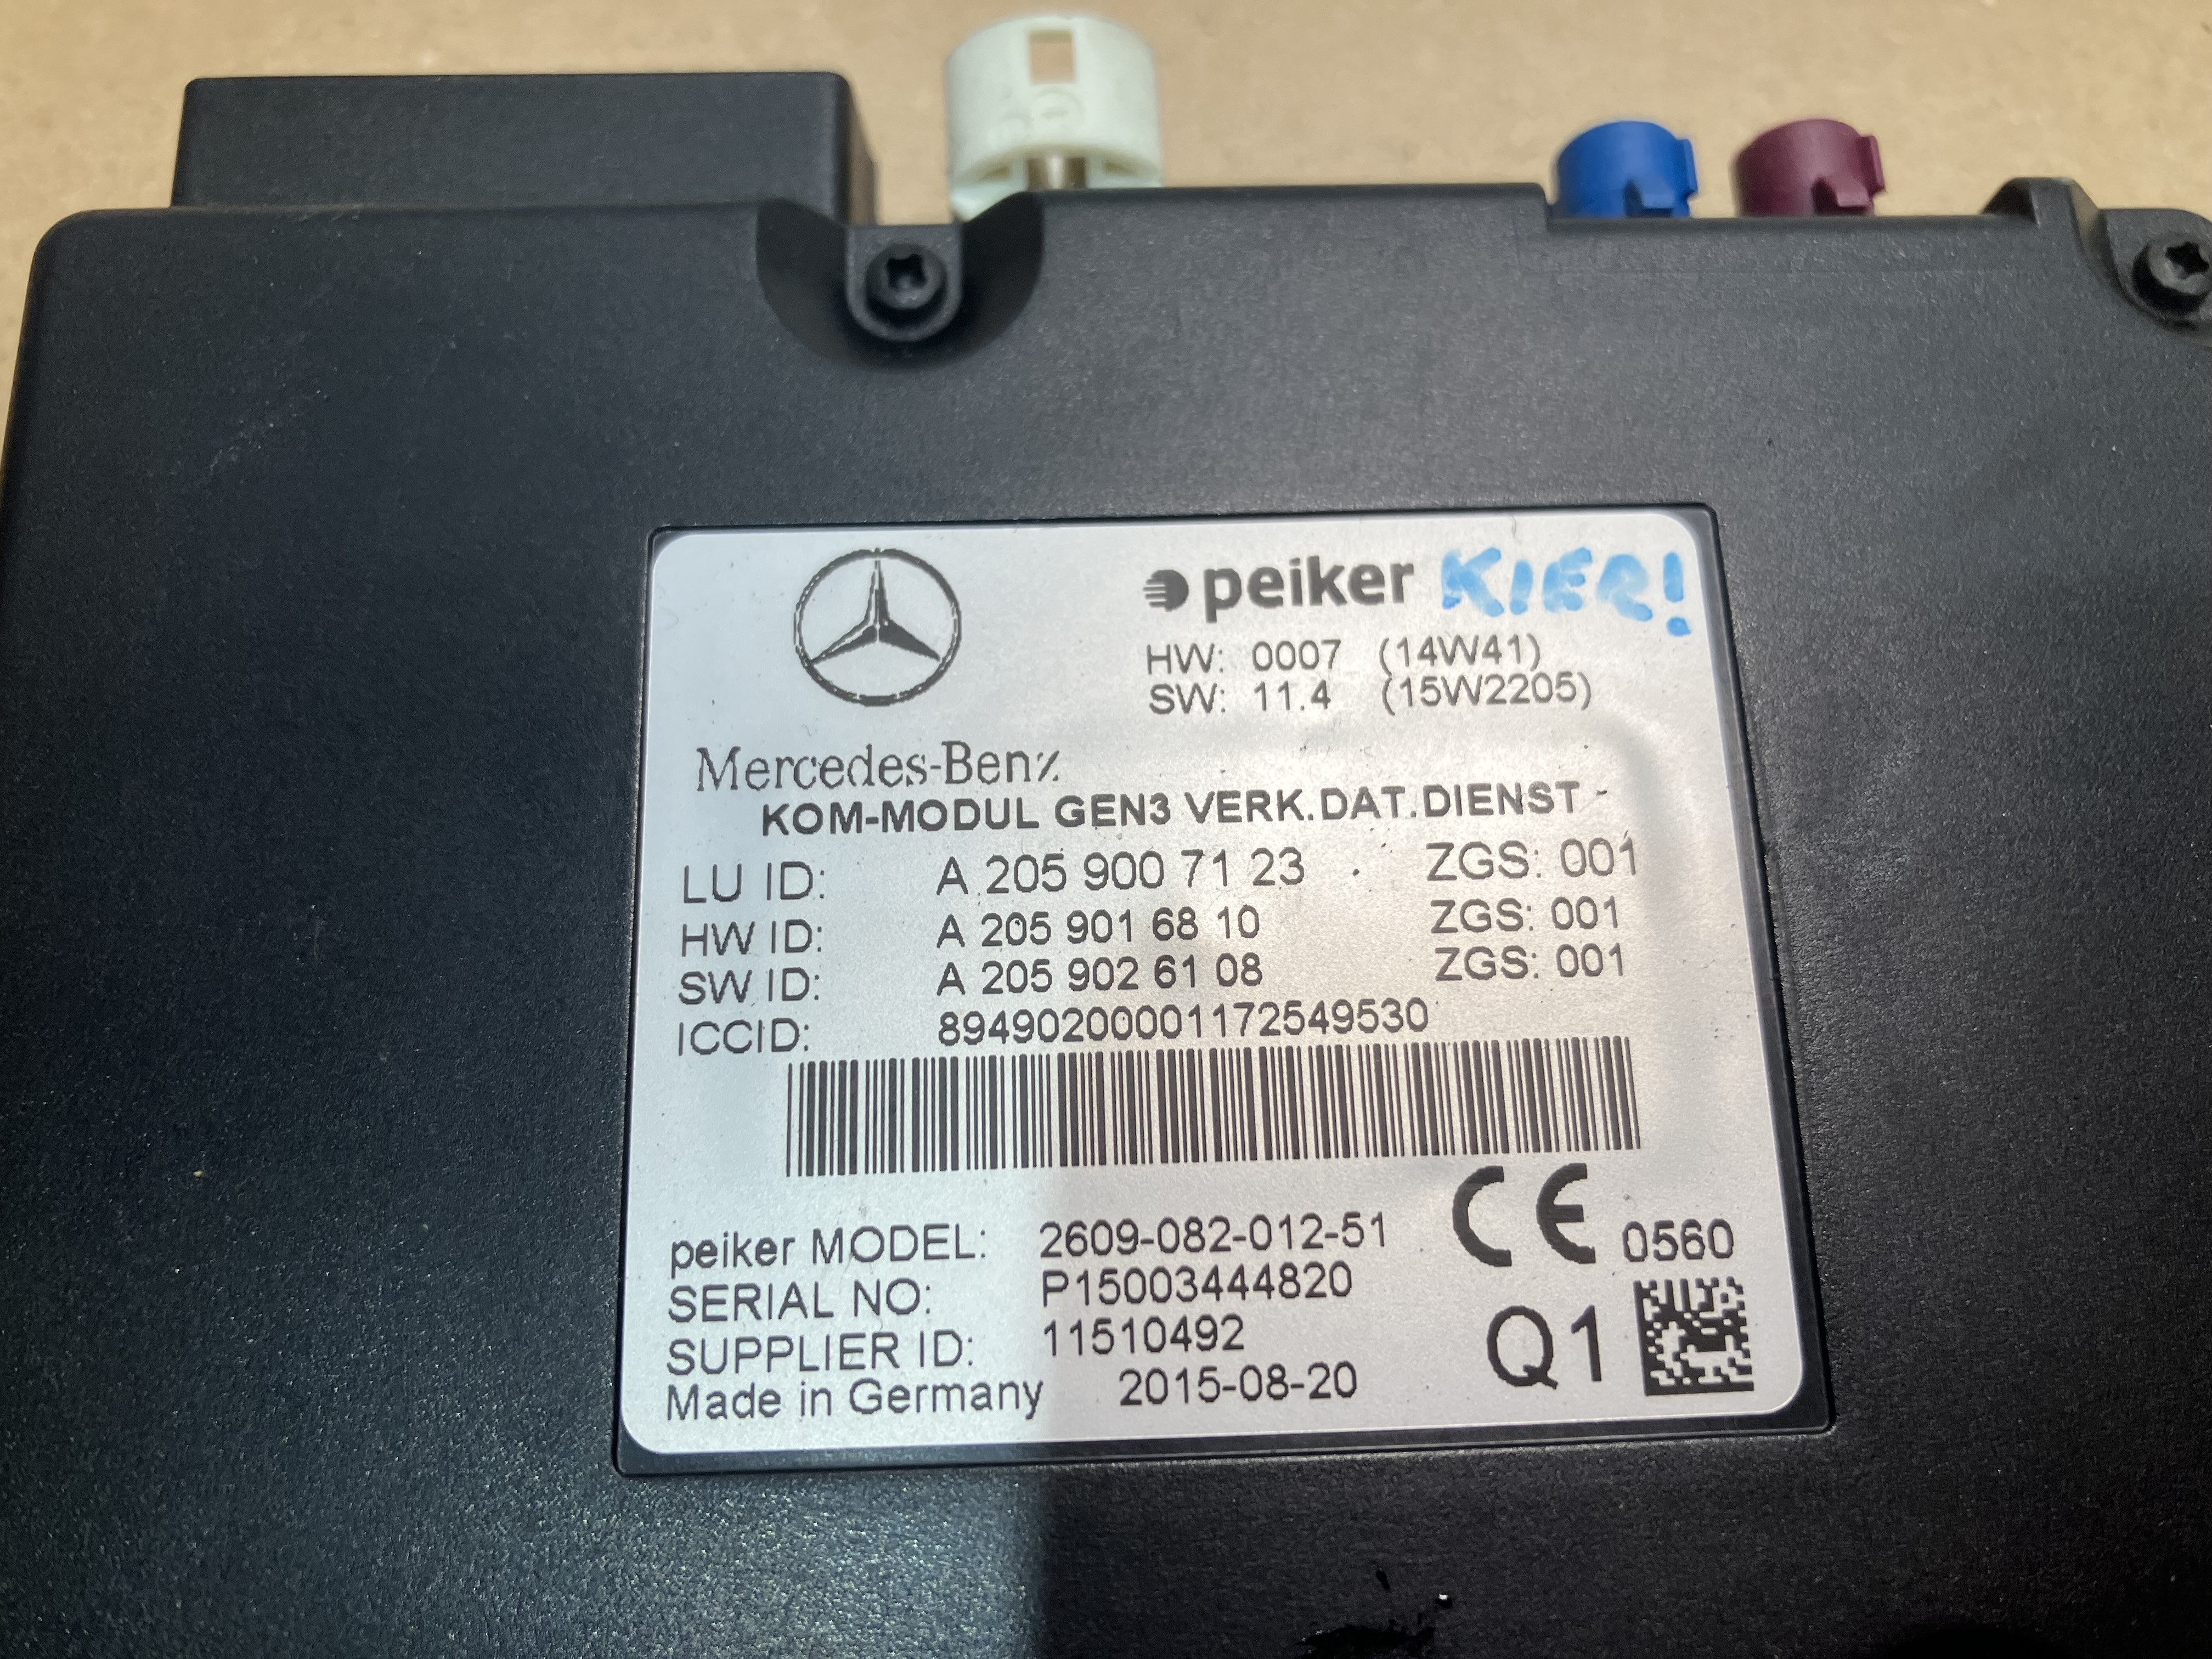 peiker KIER!
HW: 0007 (14W41)
SW: 11.4 (15W2205)
Mercedes-Benz
KOM-MODUL GEN3 VERK.DAT.DIENST
LU ID: A 205 900 71 23 ZGS: 001
HW ID: A 205 901 68 10 ZGS: 001
SW ID: A 205 902 61 08 ZGS: 001
ICCID: 89490200001172549530
CE 0560
peiker MODEL: 2609-082-012-51
SERIAL NO: P15003444820
SUPPLIER ID: 11510492
Q1
Made in Germany 2015-08-20